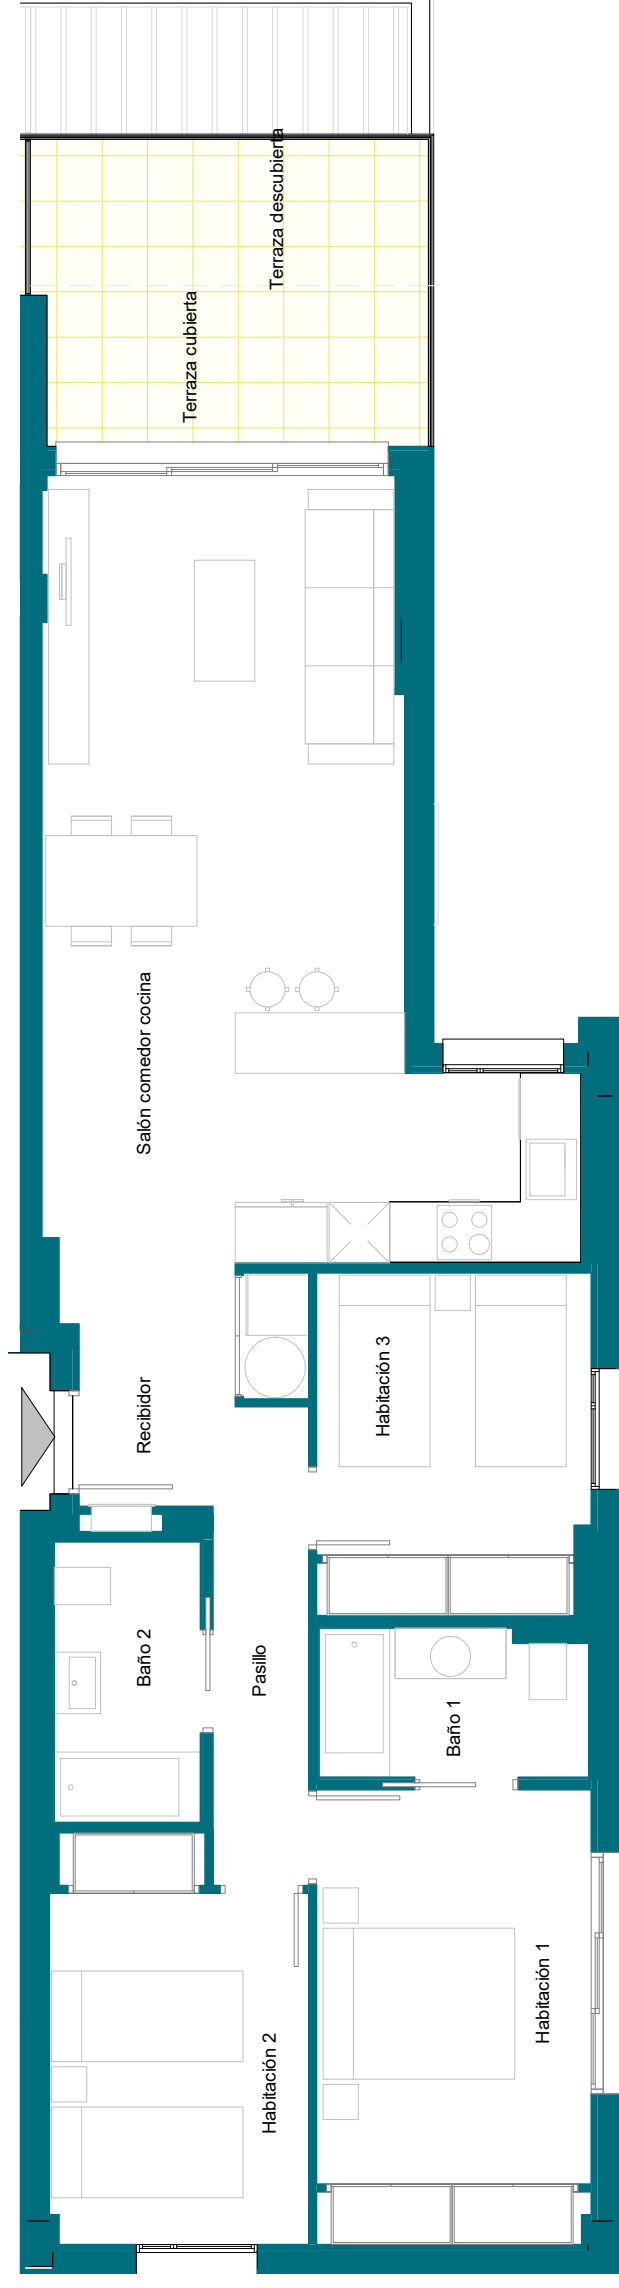 Terraza descubierta
Terraza cubierta
Salón comedor cocina
Recibidor
Habitación 3
Baño 2
Pasillo
Baño 1
Habitación 1
Habitación 2